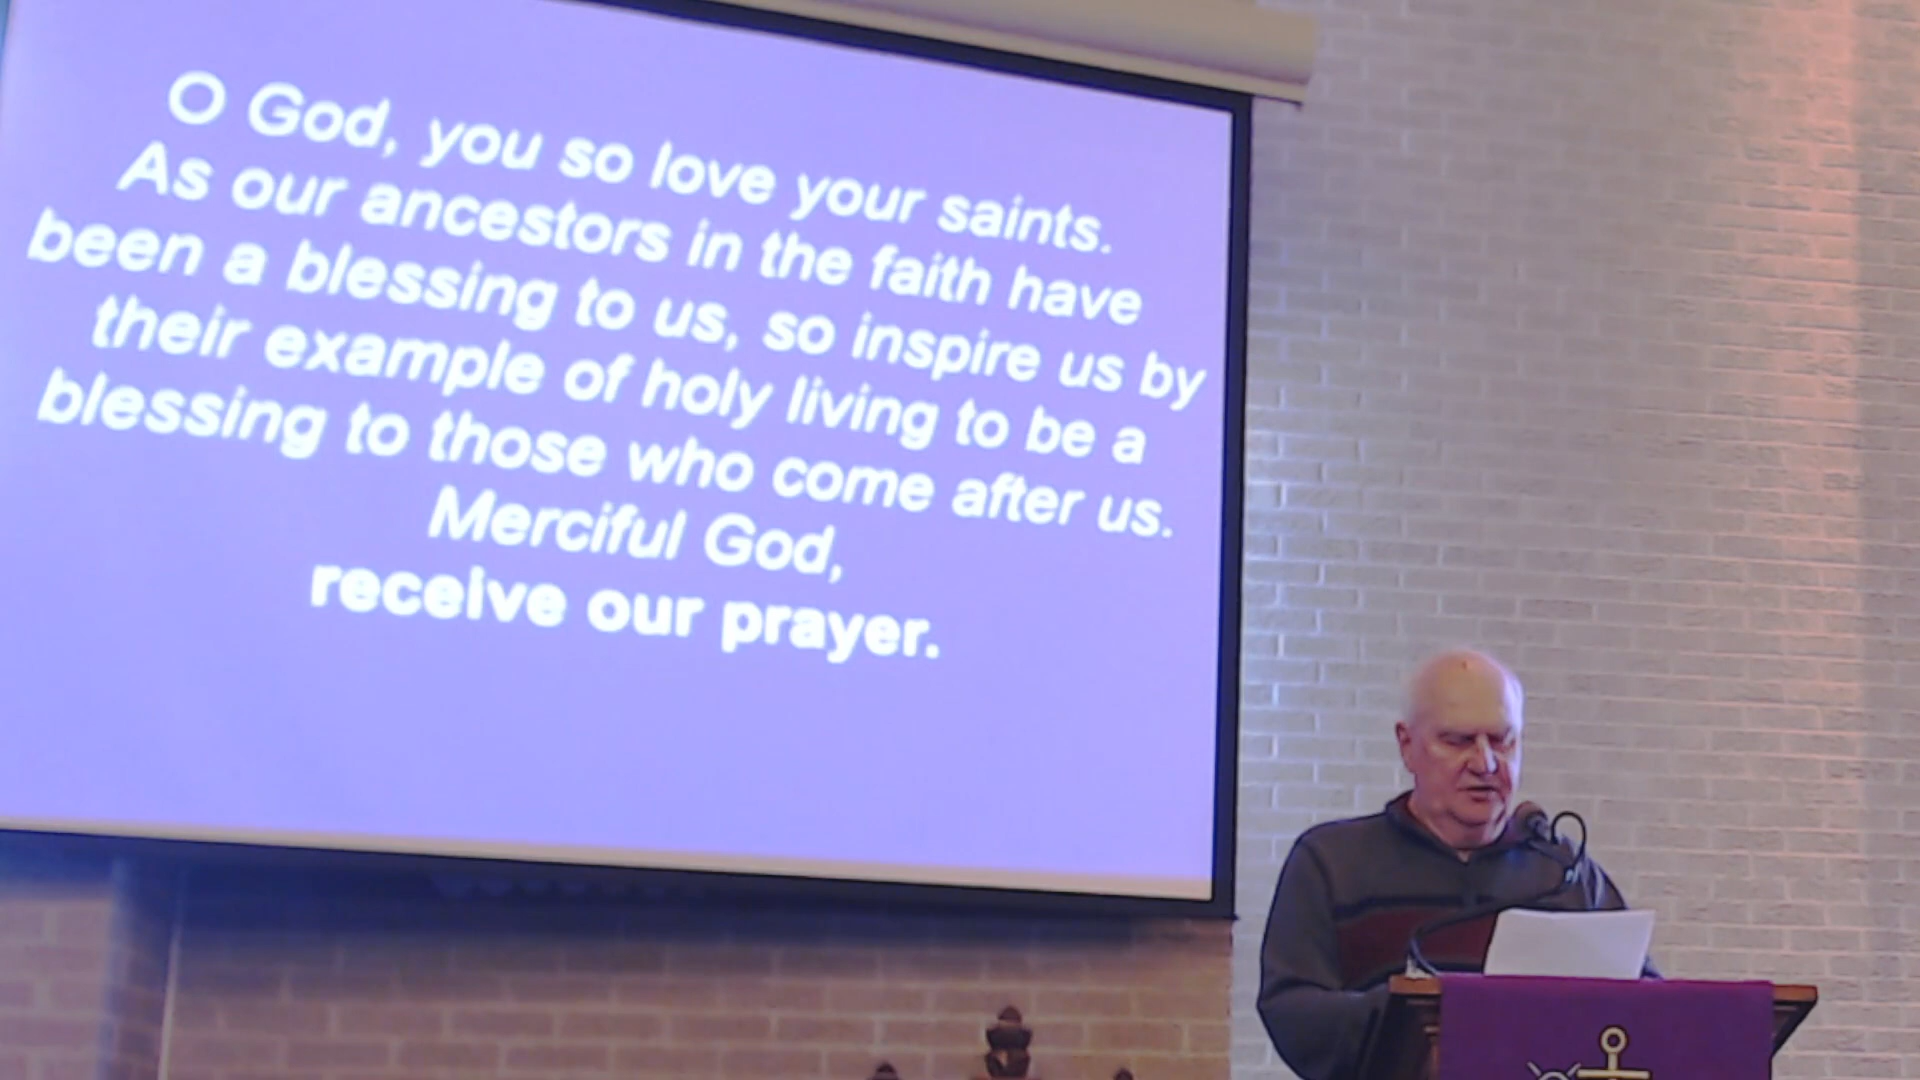 O God, you so love your saints.
As our ancestors in the faith have
been a blessing to us, so inspire us by
their example of holy living to be a
blessing to those who come after us.
Merciful God,
receive our prayer.